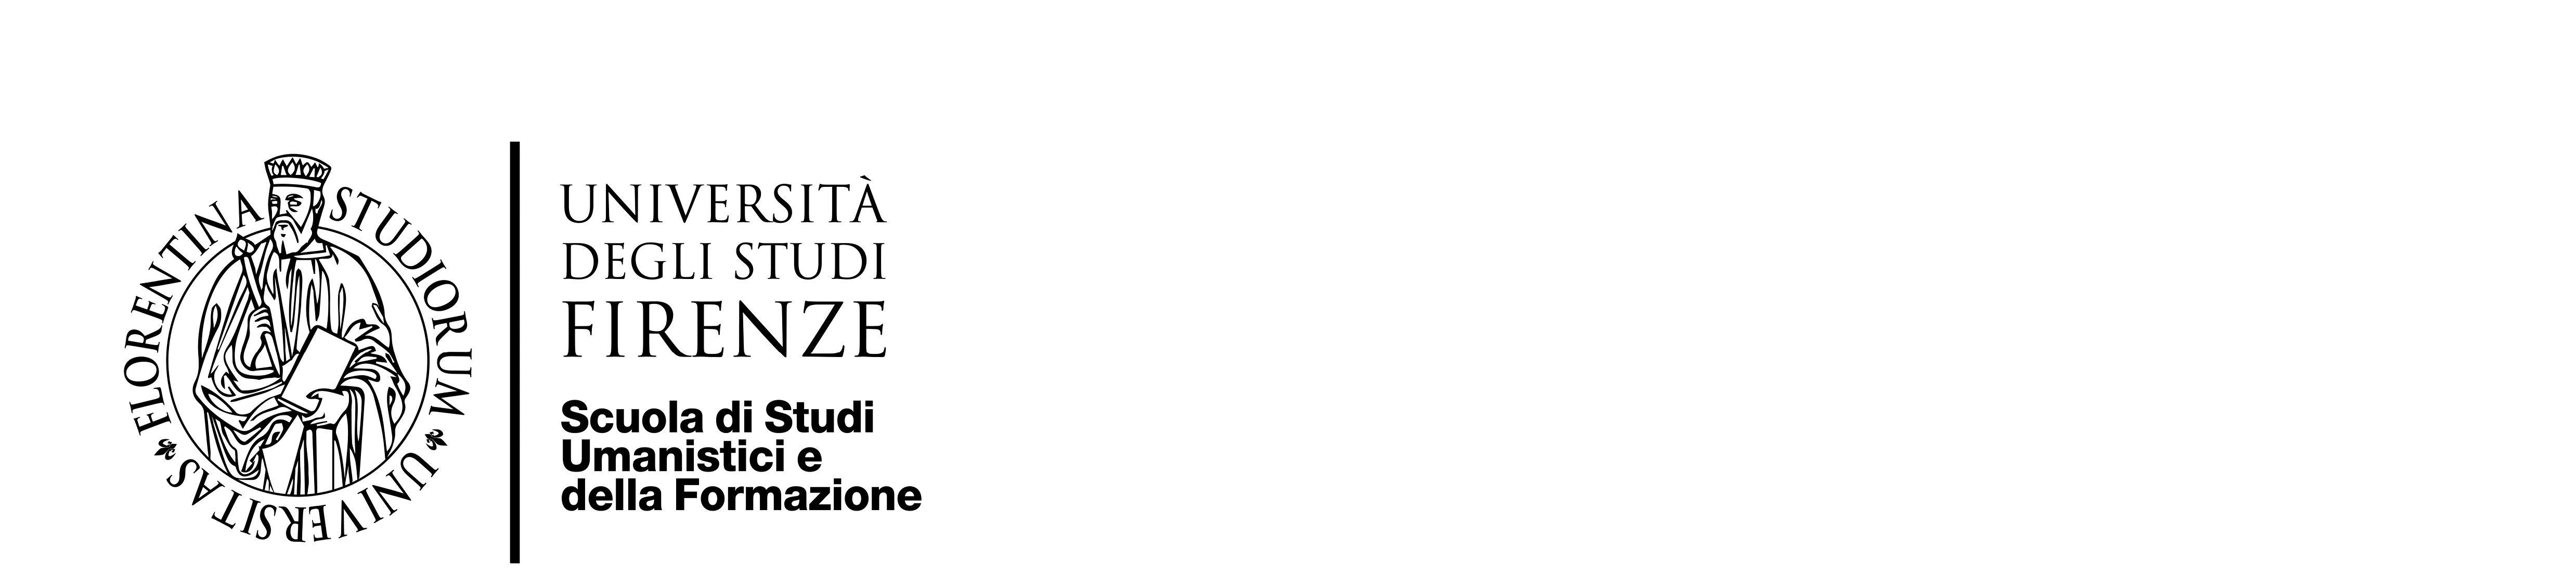 FLORENTINA STUDIORUM UNIVERSITAS
UNIVERSITÀ
DEGLI STUDI
FIRENZE
Scuola di Studi
Umanistici e
della Formazione